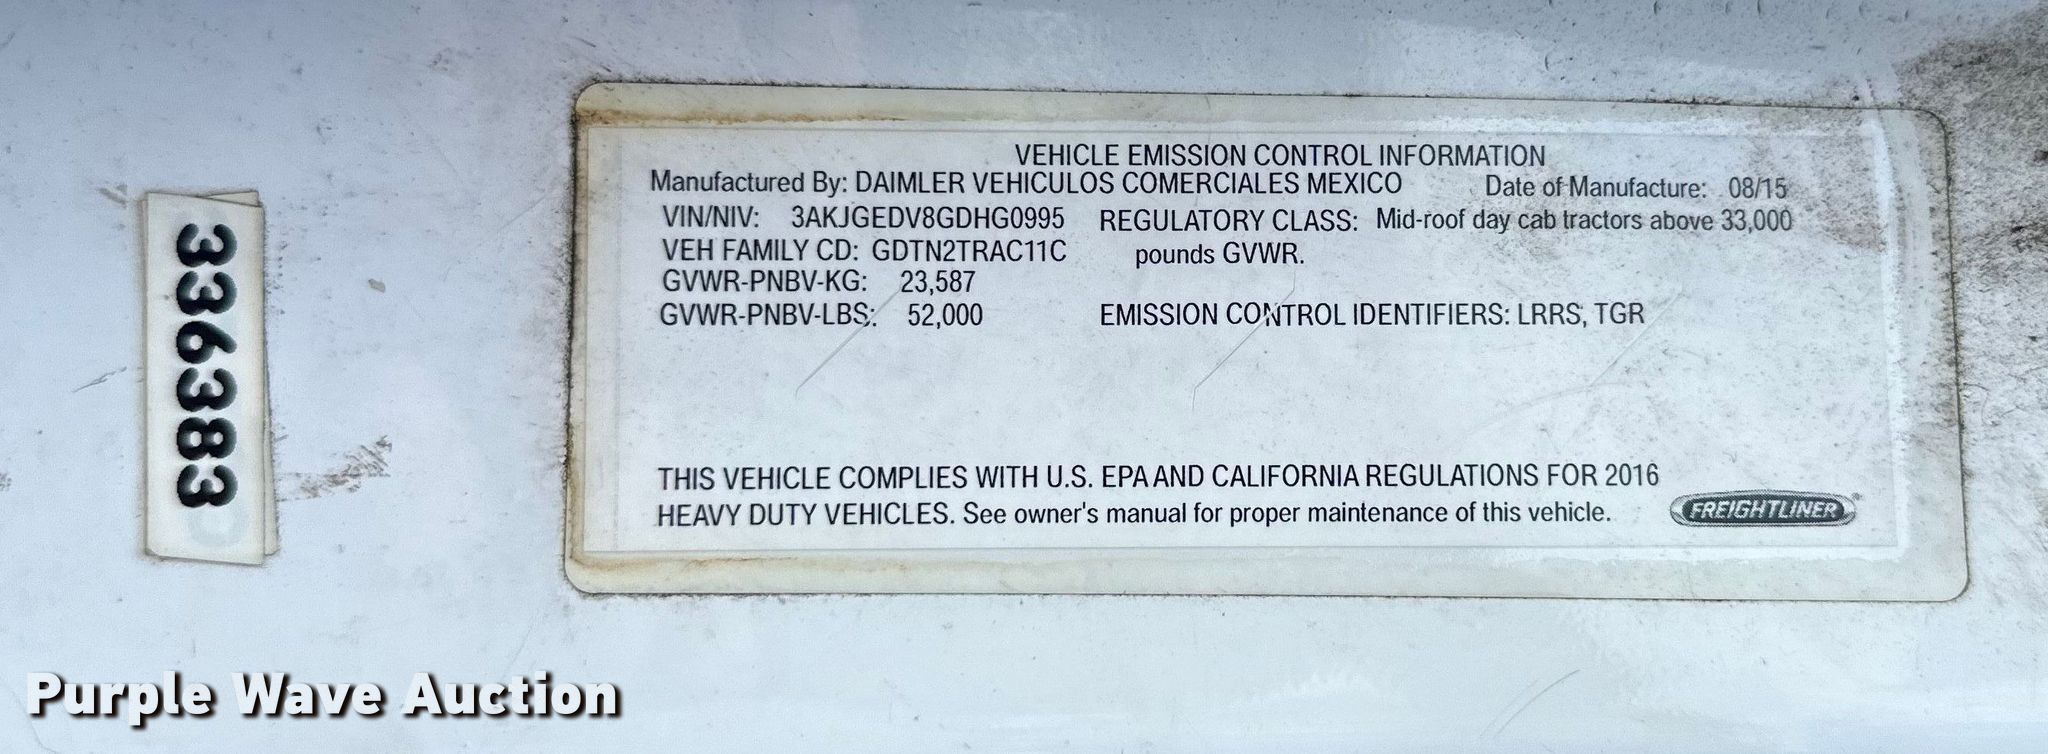 336383
VEHICLE EMISSION CONTROL INFORMATION
Manufactured By: DAIMLER VEHICULOS COMERCIALES MEXICO Date of Manufacture: 08/15
VIN/NIV: 3AKJGEDV8GDHG0995 REGULATORY CLASS: Mid-roof day cab tractors above 33,000
VEH FAMILY CD: GDTN2TRAC11C pounds GVWR.
GVWR-PNBV-KG: 23,587
GVWR-PNBV-LBS: 52,000 EMISSION CONTROL IDENTIFIERS: LRRS, TGR
THIS VEHICLE COMPLIES WITH U.S. EPA AND CALIFORNIA REGULATIONS FOR 2016
HEAVY DUTY VEHICLES. See owner's manual for proper maintenance of this vehicle.
FREIGHTLINER
Purple Wave Auction